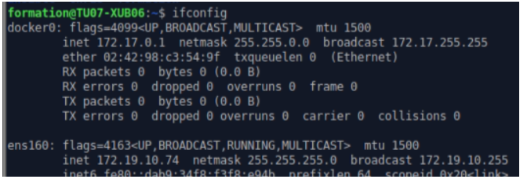 formation@TU07-XUB06:~$ ifconfig
docker0: flags=4099<UP,BROADCAST,MULTICAST>  mtu 1500
        inet 172.17.0.1  netmask 255.255.0.0  broadcast 172.17.255.255
        ether 02:42:98:c3:54:9f  txqueuelen 0  (Ethernet)
        RX packets 0  bytes 0 (0.0 B)
        RX errors 0  dropped 0  overruns 0  frame 0
        TX packets 0  bytes 0 (0.0 B)
        TX errors 0  dropped 0 overruns 0  carrier 0  collisions 0
ens160: flags=4163<UP,BROADCAST,RUNNING,MULTICAST>  mtu 1500
        inet 172.19.10.74  netmask 255.255.255.0  broadcast 172.19.10.255
        inet6 fe80::dab9:34f8:f3f8:e94b  prefixlen 64  scopeid 0x20<link>